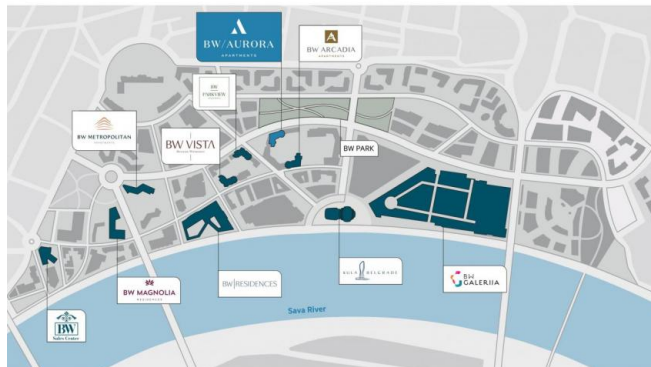 BW/AURORA
APARTMENTS
BW ARCADIA
APARTMENTS
BW
PARKVIEW
BW METROPOLITAN
BW VISTA
BW PARK
BW MAGNOLIA
RESIDENCES
BW RESIDENCES
KULA BELGRADE
BW
GALERIJA
BW
Sales Center
Sava River